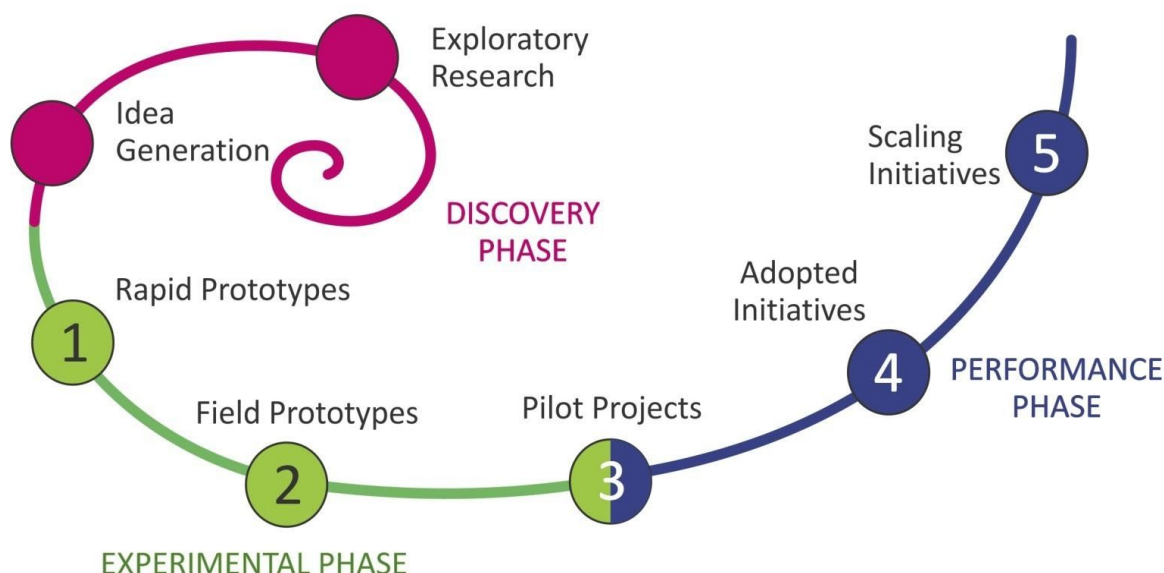 Exploratory
Research
Idea
Generation
DISCOVERY
PHASE
Rapid Prototypes
1
Field Prototypes
2
EXPERIMENTAL PHASE
Pilot Projects
3
Adopted
Initiatives
4
PERFORMANCE
PHASE
Scaling
Initiatives
5